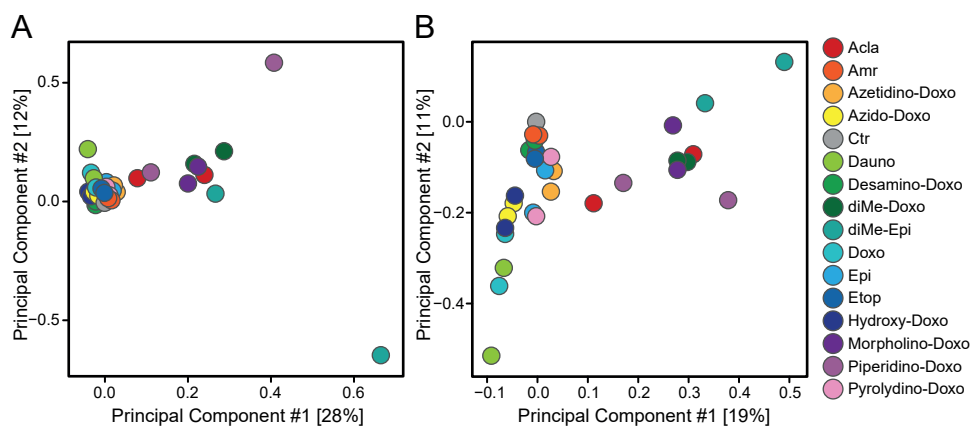 A
B
Principal Component #2 [12%]
0.5
0.0
−0.5
0.0
0.2
0.4
0.6
Principal Component #1 [28%]
Principal Component #2 [11%]
0.0
−0.2
−0.4
−0.1
0.0
0.1
0.2
0.3
0.4
0.5
Principal Component #1 [19%]
Acla
Amr
Azetidino-Doxo
Azido-Doxo
Ctr
Dauno
Desamino-Doxo
diMe-Doxo
diMe-Epi
Doxo
Epi
Etop
Hydroxy-Doxo
Morpholino-Doxo
Piperidino-Doxo
Pyrolydino-Doxo